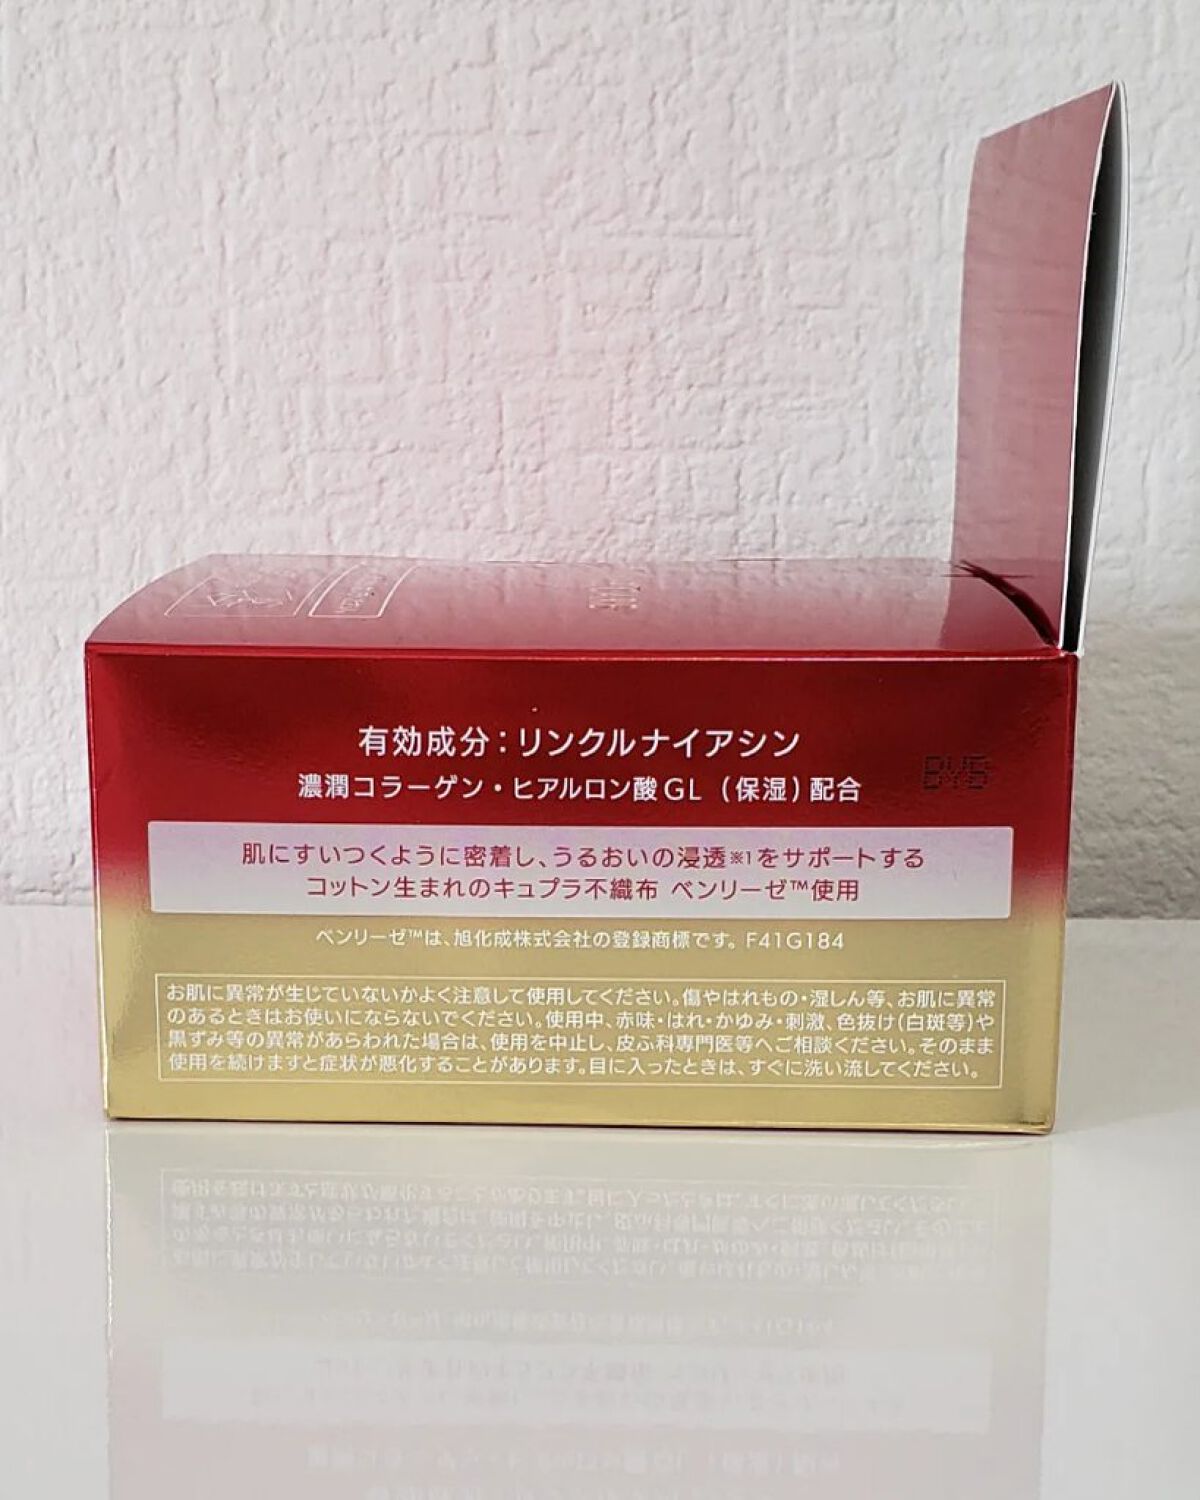 有効成分：リンクルナイアシン
濃潤コラーゲン・ヒアルロン酸GL（保湿）配合
BY5
肌にすいつくように密着し、うるおいの浸透※1をサポートする
コットン生まれのキュプラ不織布 ベンリーゼ™使用
ベンリーゼ™は、旭化成株式会社の登録商標です。F41G184
お肌に異常が生じていないかよく注意して使用してください。傷やはれもの・湿しん等、お肌に異常
のあるときはお使いにならないでください。使用中、赤味・はれ・かゆみ・刺激、色抜け（白斑等）や
黒ずみ等の異常があらわれた場合は、使用を中止し、皮ふ科専門医等へご相談ください。そのまま
使用を続けますと症状が悪化することがあります。目に入ったときは、すぐに洗い流してください。